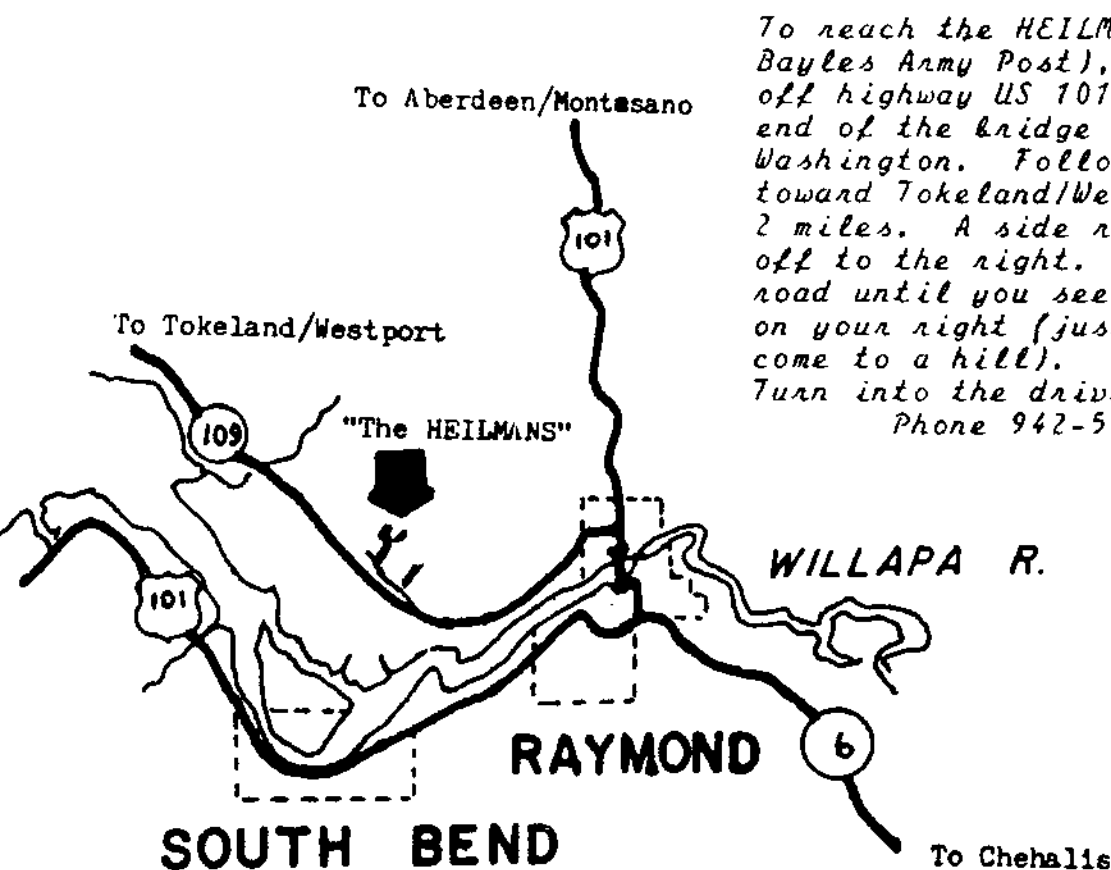 To reach the HEILM
Bayles Army Post),
off highway US 101
end of the bridge
Washington. Follo
toward Tokeland/We
2 miles. A side r
off to the right.
road until you see
on your right (jus
come to a hill).
Turn into the driv
Phone 942-5
To Aberdeen/Montesano
101
To Tokeland/Westport
109
"The HEILMANS"
WILLAPA R.
101
RAYMOND
6
SOUTH BEND
To Chehalis